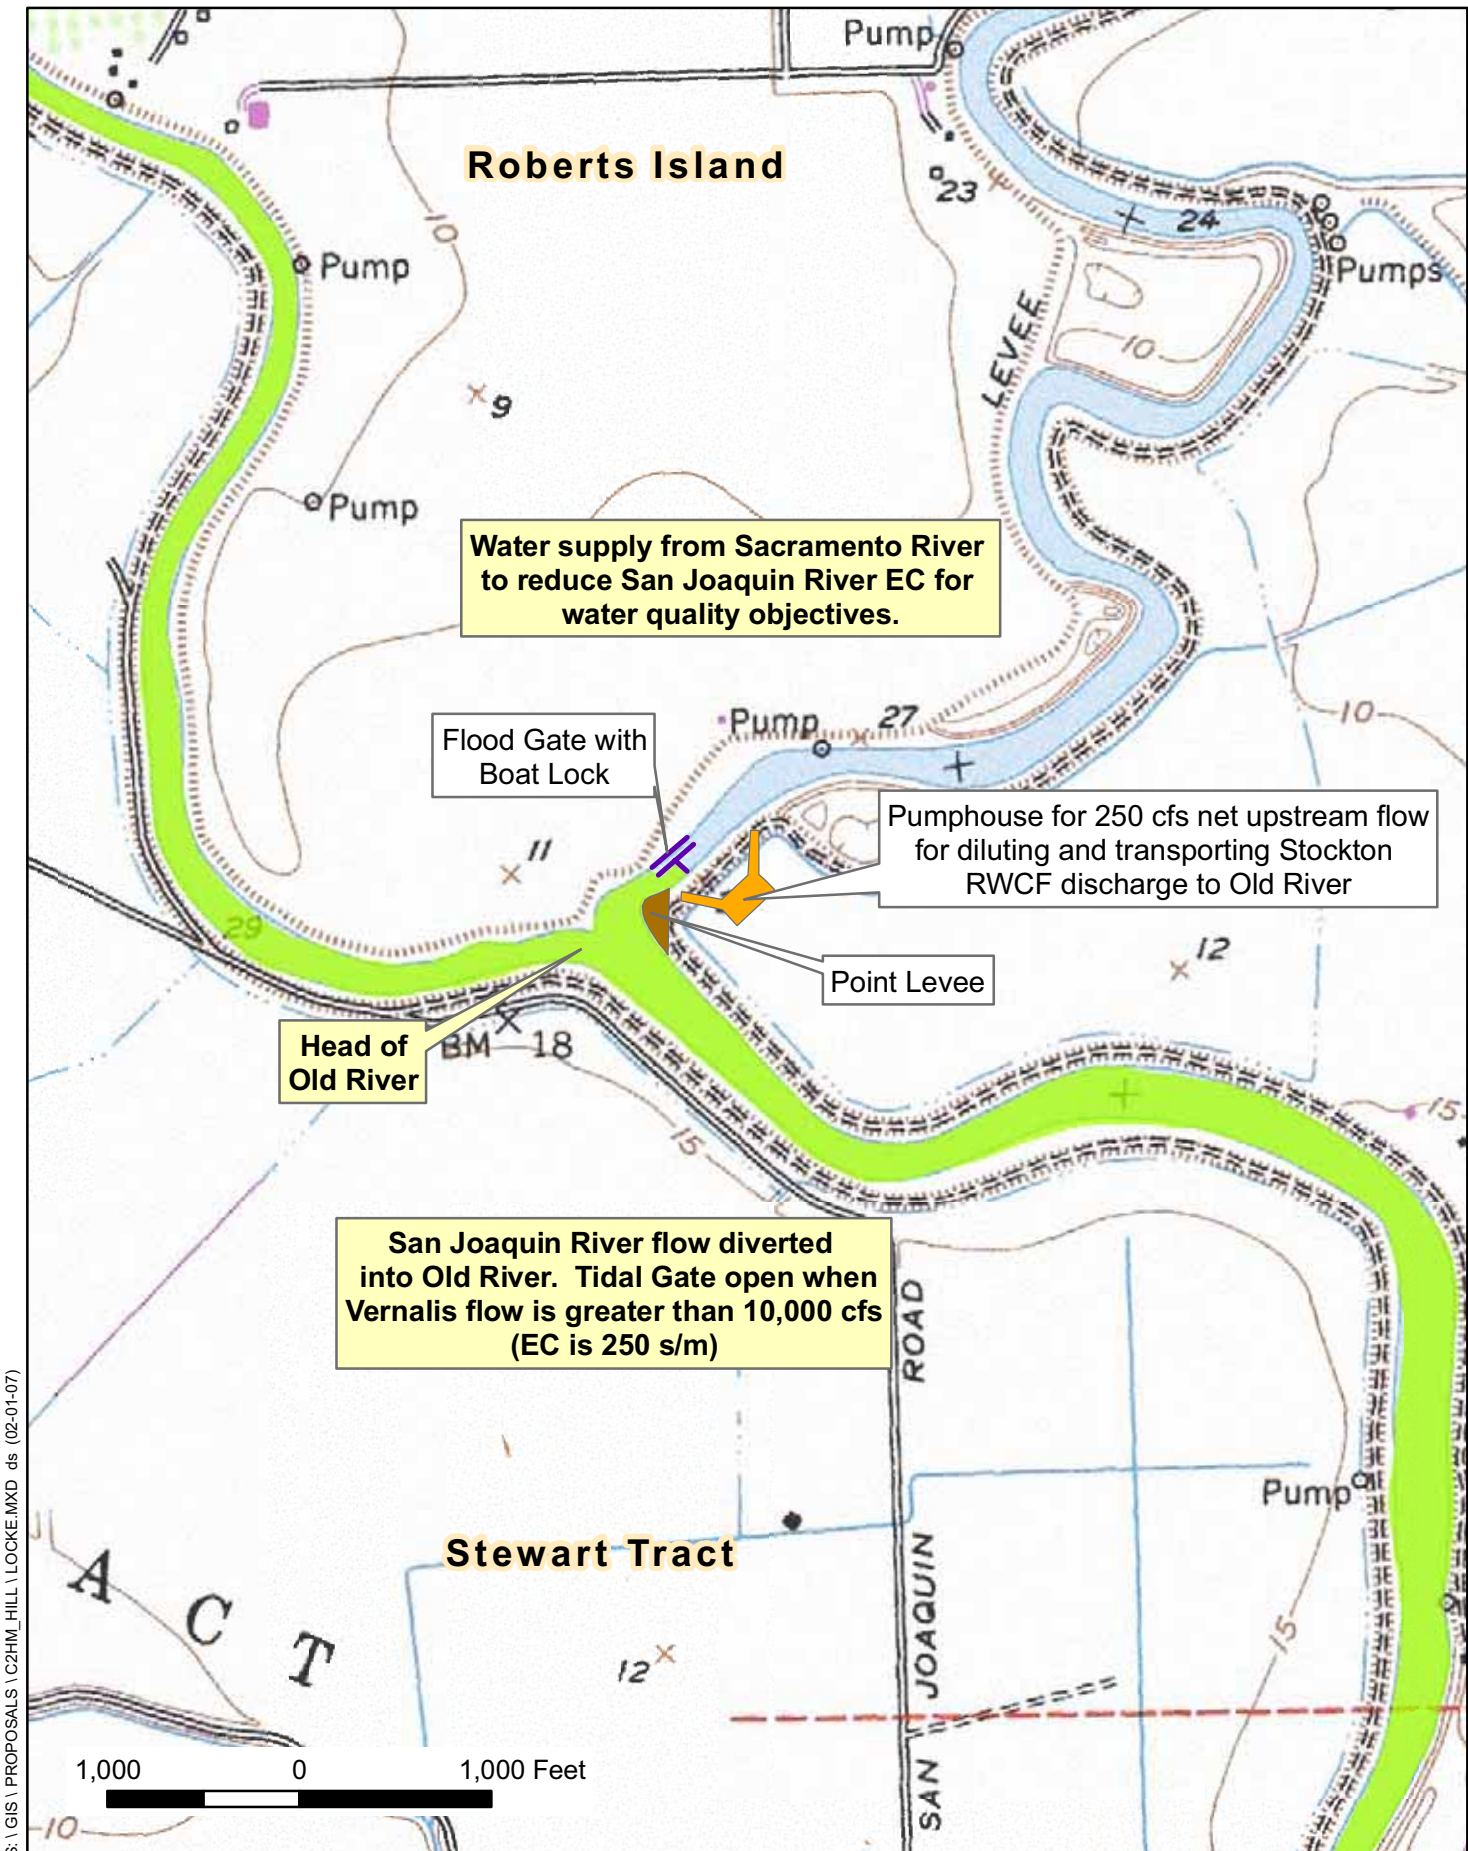 Pump
Roberts Island
23
24
Pump
10
Pumps
LEVEE
10
9
Pump
Water supply from Sacramento River
to reduce San Joaquin River EC for
water quality objectives.
10
Pump
27
Flood Gate with
Boat Lock
Pumphouse for 250 cfs net upstream flow
for diluting and transporting Stockton
RWCF discharge to Old River
11
29
12
Point Levee
Head of
Old River
BM 18
15
15
San Joaquin River flow diverted
into Old River. Tidal Gate open when
Vernalis flow is greater than 10,000 cfs
(EC is 250 s/m)
SAN JOAQUIN ROAD
Pump
Stewart Tract
A C T
12
15
1,000 0 1,000 Feet
10
S: \ GIS \ PROPOSALS \ C2HM_HILL \ LOCKE.MXD ds (02-01-07)